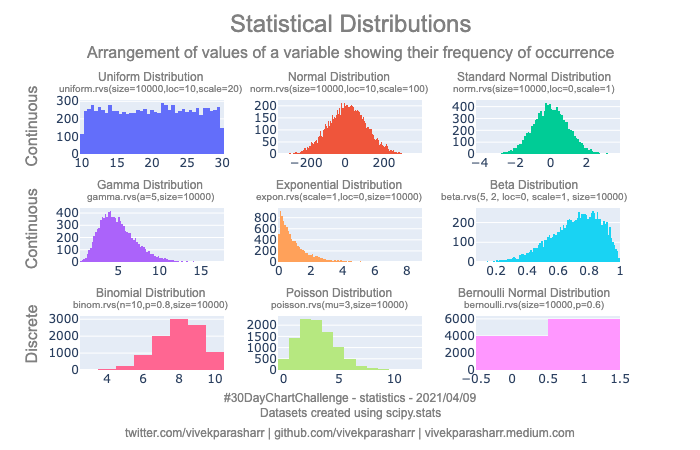 Statistical Distributions
Arrangement of values of a variable showing their frequency of occurrence
Uniform Distribution
uniform.rvs(size=10000,loc=10,scale=20)
Normal Distribution
norm.rvs(size=10000,loc=10,scale=100)
Standard Normal Distribution
norm.rvs(size=10000,loc=0,scale=1)
Continuous
300
200
100
0
10 15 20 25 30
200
150
100
50
0
−200 0 200
400
300
200
100
0
−4 −2 0 2
Gamma Distribution
gamma.rvs(a=5,size=10000)
Exponential Distribution
expon.rvs(scale=1,loc=0,size=10000)
Beta Distribution
beta.rvs(5, 2, loc=0, scale=1, size=10000)
Continuous
400
300
200
100
0
5 10 15
800
600
400
200
0
0 2 4 6 8
200
100
0
0.2 0.4 0.6 0.8 1
Binomial Distribution
binom.rvs(n=10,p=0.8,size=10000)
Poisson Distribution
poisson.rvs(mu=3,size=10000)
Bernoulli Normal Distribution
bernoulli.rvs(size=10000,p=0.6)
Discrete
3000
2000
1000
0
4 6 8 10
2000
1500
1000
500
0
0 5 10
6000
4000
2000
0
−0.5 0 0.5 1 1.5
#30DayChartChallenge - statistics - 2021/04/09
Datasets created using scipy.stats
twitter.com/vivekparasharr | github.com/vivekparasharr | vivekparasharr.medium.com